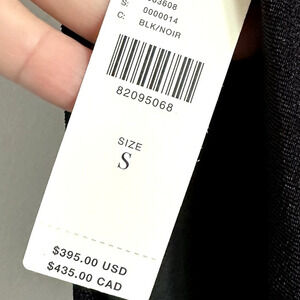 S: 0000014
C: BLK/NOIR
82095068
SIZE
S
$395.00 USD
$435.00 CAD